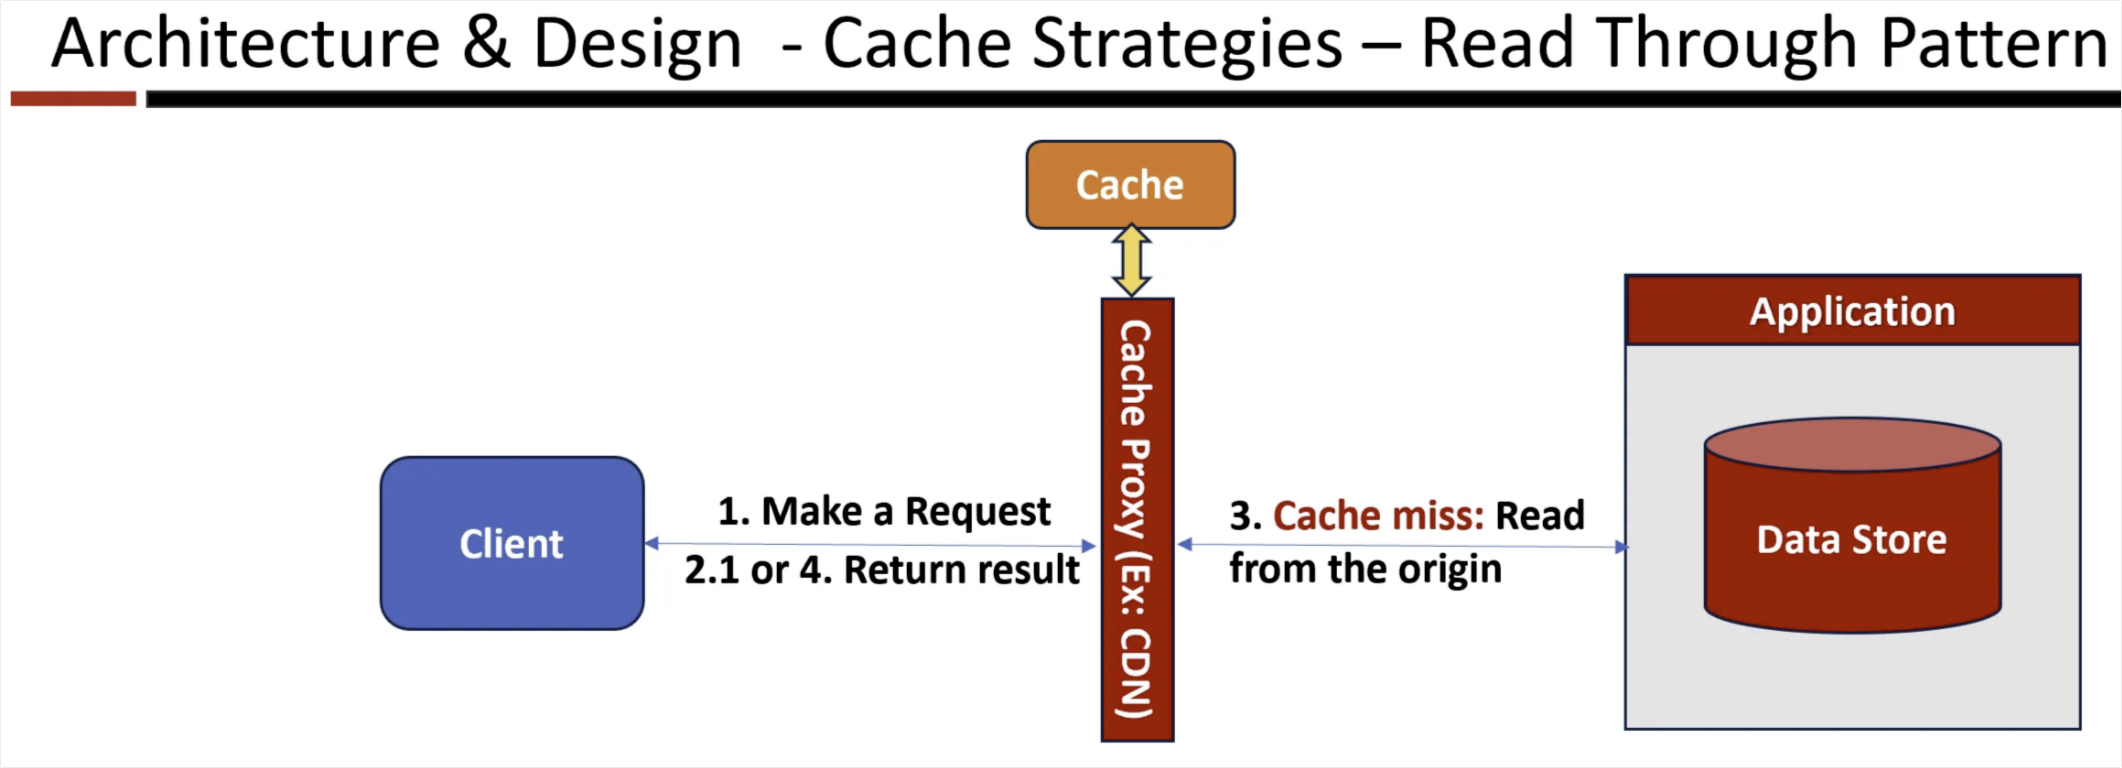 Architecture & Design - Cache Strategies – Read Through Pattern
Cache
Cache Proxy (Ex: CDN)
Application
Client
1. Make a Request
2.1 or 4. Return result
3. Cache miss: Read
from the origin
Data Store